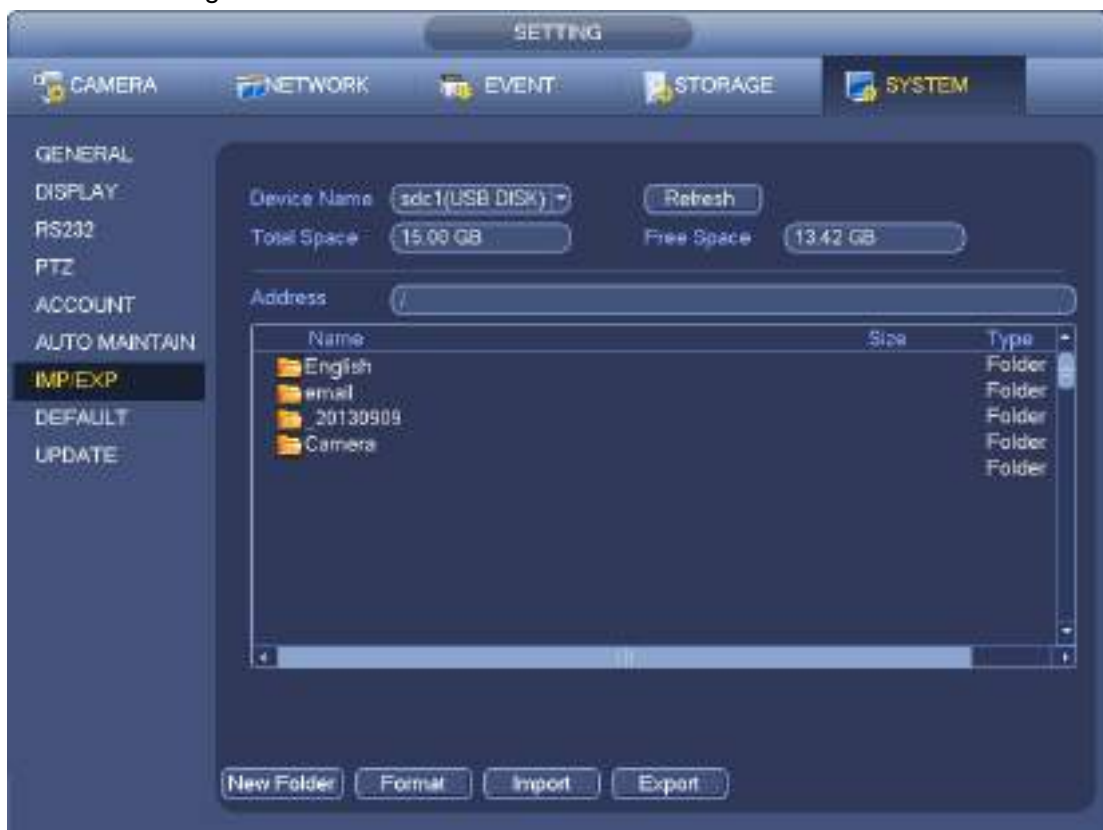 SETTING
CAMERA NETWORK EVENT STORAGE SYSTEM
GENERAL
DISPLAY
RS232
PTZ
ACCOUNT
AUTO MAINTAIN
IMP/EXP
DEFAULT
UPDATE
Device Name sdc1(USB DISK) Refresh
Total Space 15.00 GB Free Space 13.42 GB
Address /
Name Size Type
English Folder
email Folder
_20130909 Folder
Camera Folder
Folder
New Folder Format Import Export